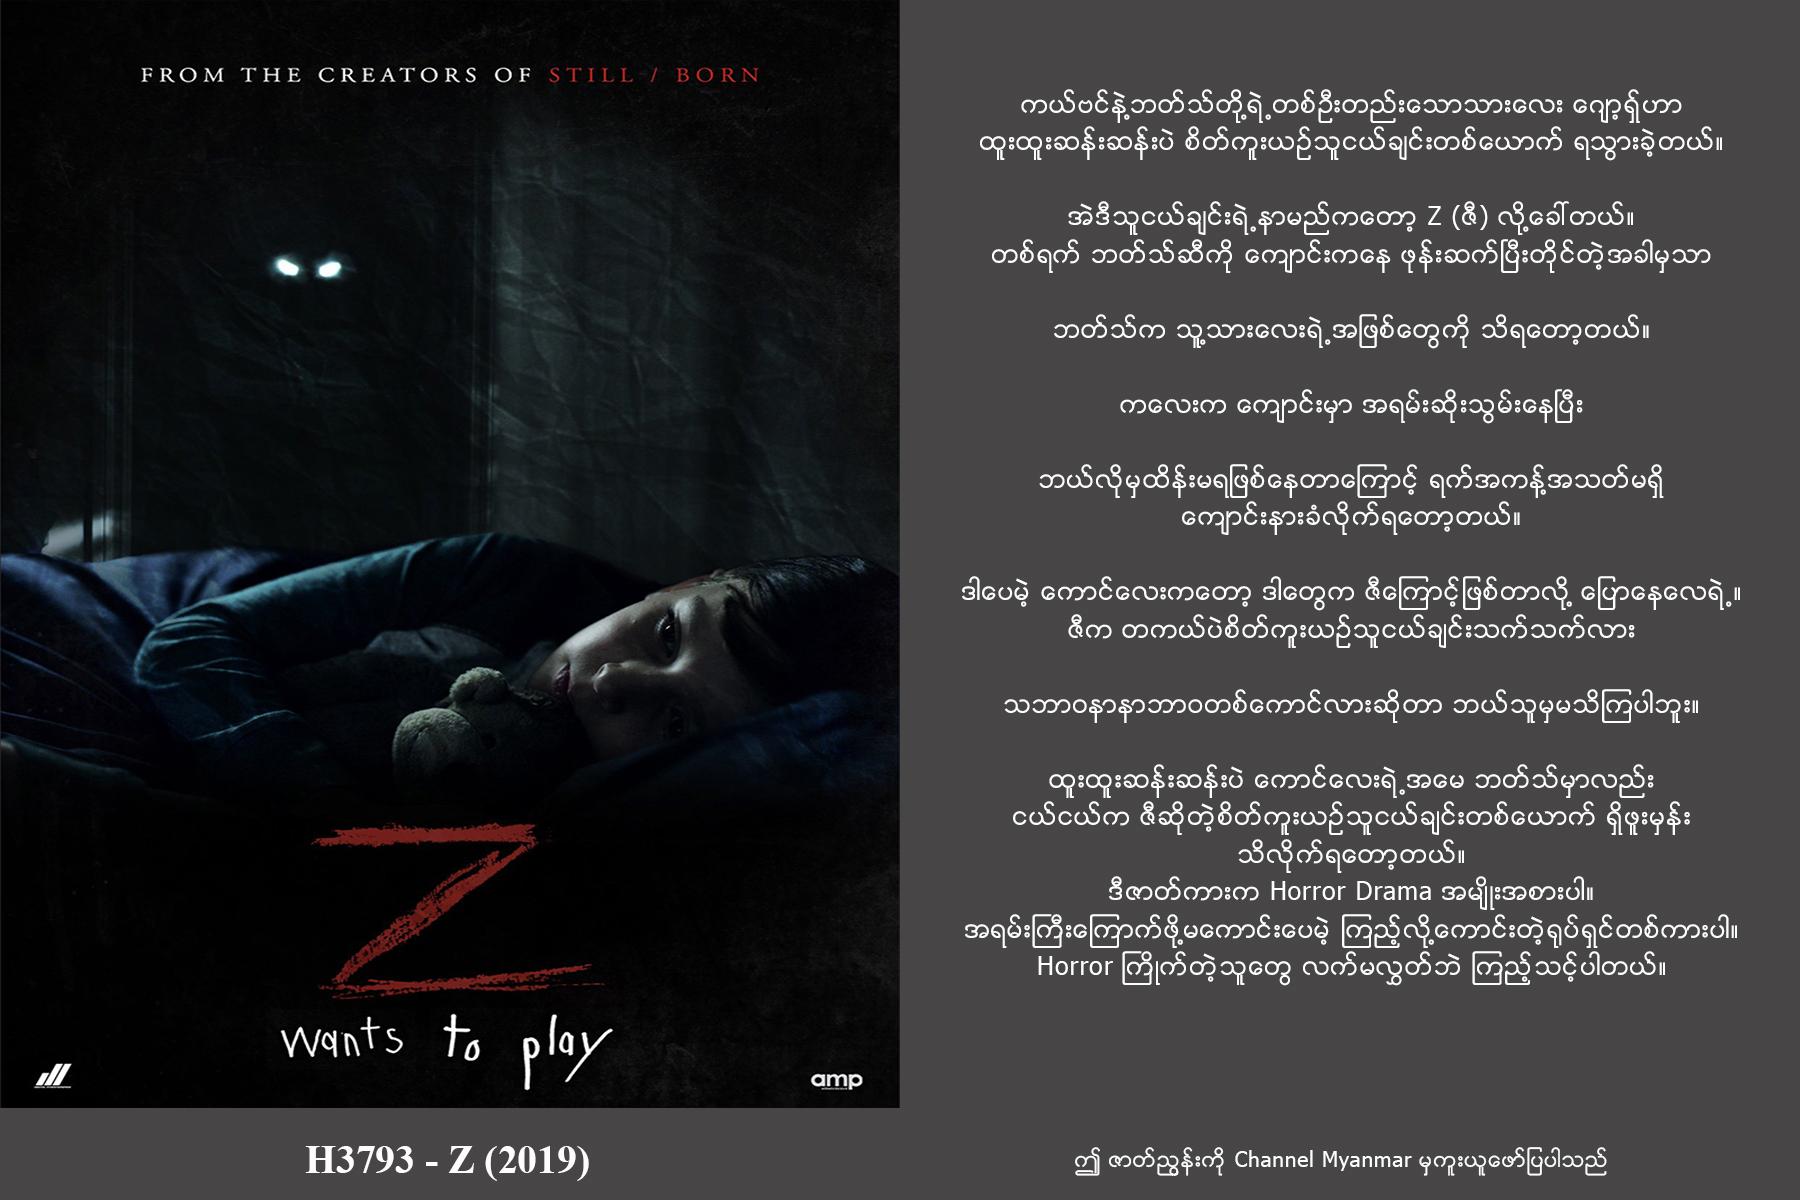 FROM THE CREATORS OF STILL / BORN
Z
wants to play
amp
H3793 - Z (2019)
ကယ်ဗင်နဲ့ဘတ်သ်တို့ရဲ့တစ်ဦးတည်းသောသားလေး ဂျော့ရှ်ဟာ
ထူးထူးဆန်းဆန်းပဲ စိတ်ကူးယဉ်သူငယ်ချင်းတစ်ယောက် ရသွားခဲ့တယ်။
အဲဒီသူငယ်ချင်းရဲ့နာမည်ကတော့ Z (ဇီ) လို့ခေါ်တယ်။
တစ်ရက် ဘတ်သ်ဆီကို ကျောင်းကနေ ဖုန်းဆက်ပြီးတိုင်တဲ့အခါမှသာ
ဘတ်သ်က သူ့သားလေးရဲ့အဖြစ်တွေကို သိရတော့တယ်။
ကလေးက ကျောင်းမှာ အရမ်းဆိုးသွမ်းနေပြီး
ဘယ်လိုမှထိန်းမရဖြစ်နေတာကြောင့် ရက်အကန့်အသတ်မရှိ
ကျောင်းနားခံလိုက်ရတော့တယ်။
ဒါပေမဲ့ ကောင်လေးကတော့ ဒါတွေက ဇီကြောင့်ဖြစ်တာလို့ ပြောနေလေရဲ့။
ဇီက တကယ်ပဲစိတ်ကူးယဉ်သူငယ်ချင်းသက်သက်လား
သဘာဝနာနာဘာဝတစ်ကောင်လားဆိုတာ ဘယ်သူမှမသိကြပါဘူး။
ထူးထူးဆန်းဆန်းပဲ ကောင်လေးရဲ့အမေ ဘတ်သ်မှာလည်း
ငယ်ငယ်က ဇီဆိုတဲ့စိတ်ကူးယဉ်သူငယ်ချင်းတစ်ယောက် ရှိဖူးမှန်း
သိလိုက်ရတော့တယ်။
ဒီဇာတ်ကားက Horror Drama အမျိုးအစားပါ။
အရမ်းကြီးကြောက်ဖို့မကောင်းပေမဲ့ ကြည့်လို့ကောင်းတဲ့ရုပ်ရှင်တစ်ကားပါ။
Horror ကြိုက်တဲ့သူတွေ လက်မလွှတ်ဘဲ ကြည့်သင့်ပါတယ်။
ဤ ဇာတ်ညွှန်းကို Channel Myanmar မှကူးယူဖော်ပြပါသည်